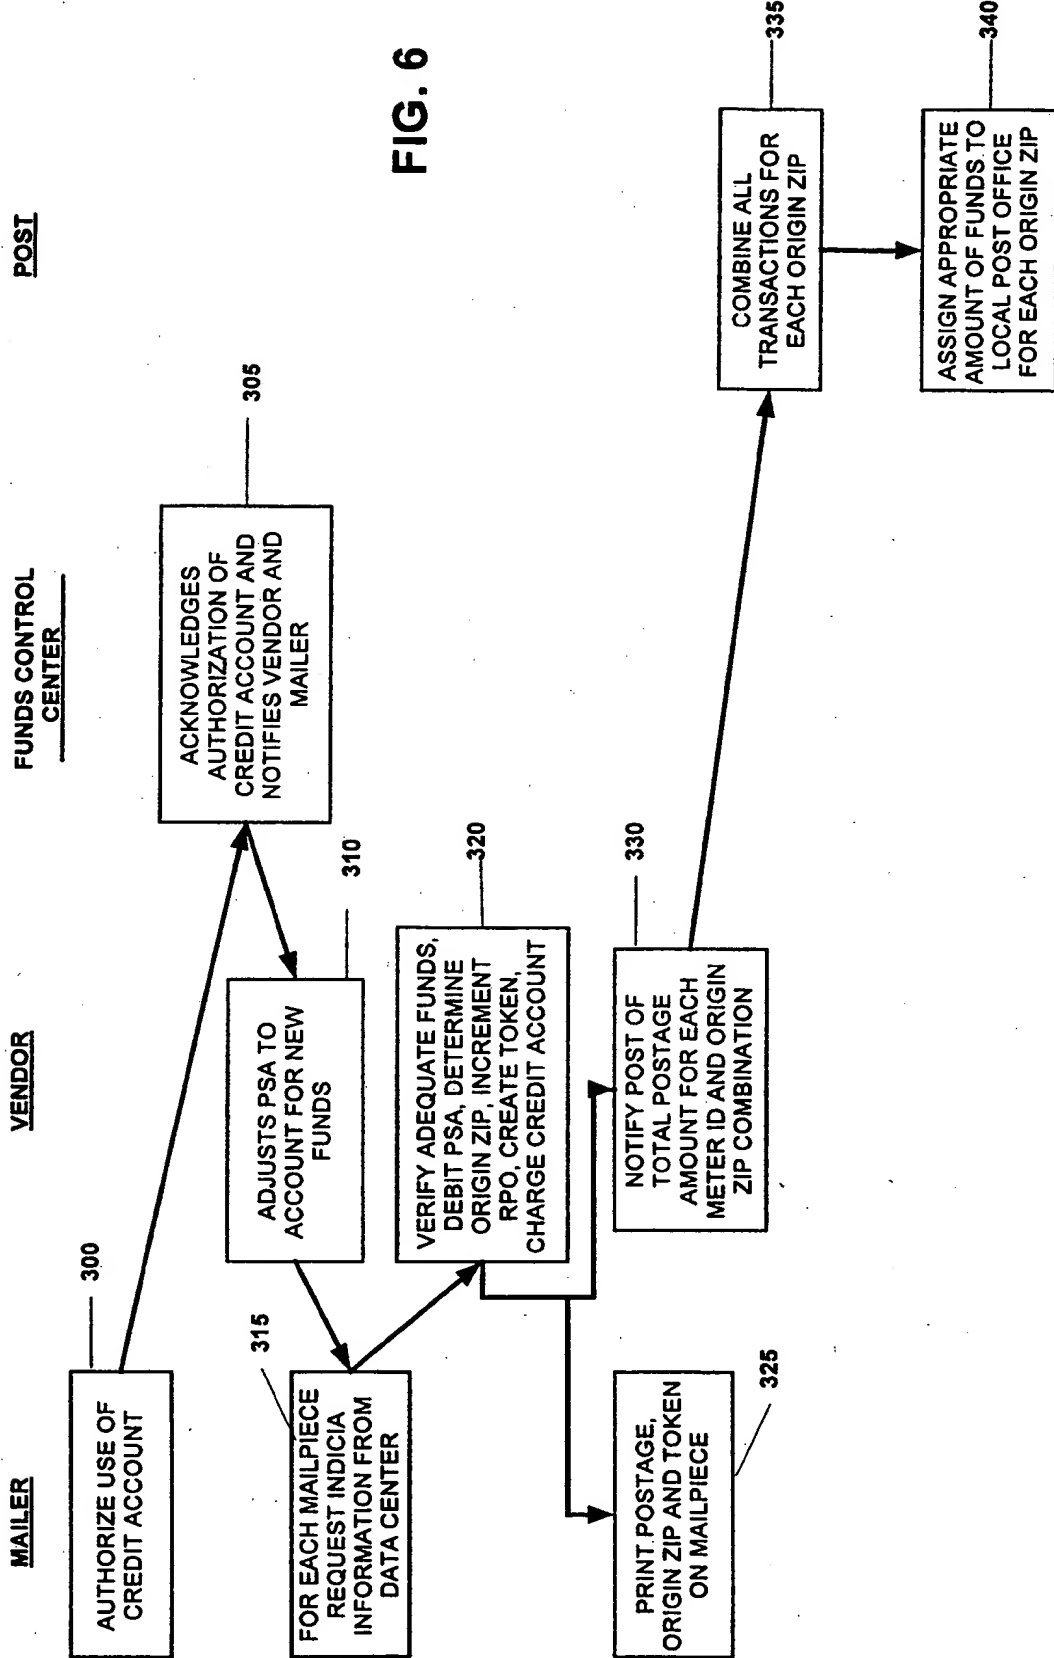 MAILER
VENDOR
FUNDS CONTROL
CENTER
POST
300
AUTHORIZE USE OF
CREDIT ACCOUNT
305
ACKNOWLEDGES
AUTHORIZATION OF
CREDIT ACCOUNT AND
NOTIFIES VENDOR AND
MAILER
310
ADJUSTS PSA TO
ACCOUNT FOR NEW
FUNDS
315
FOR EACH MAILPIECE
REQUEST INDICIA
INFORMATION FROM
DATA CENTER
320
VERIFY ADEQUATE FUNDS,
DEBIT PSA, DETERMINE
ORIGIN ZIP, INCREMENT
RPO, CREATE TOKEN,
CHARGE CREDIT ACCOUNT
325
PRINT POSTAGE,
ORIGIN ZIP AND TOKEN
ON MAILPIECE
330
NOTIFY POST OF
TOTAL POSTAGE
AMOUNT FOR EACH
METER ID AND ORIGIN
ZIP COMBINATION
335
COMBINE ALL
TRANSACTIONS FOR
EACH ORIGIN ZIP
340
ASSIGN APPROPRIATE
AMOUNT OF FUNDS TO
LOCAL POST OFFICE
FOR EACH ORIGIN ZIP
FIG. 6